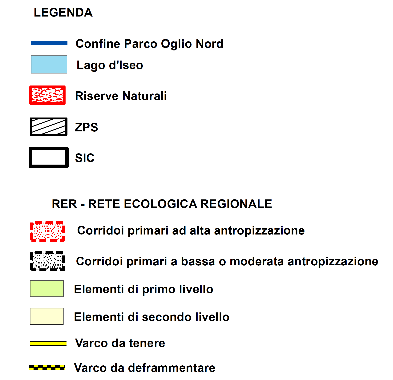 LEGENDA
Confine Parco Oglio Nord
Lago d'Iseo
Riserve Naturali
ZPS
SIC
RER - RETE ECOLOGICA REGIONALE
Corridoi primari ad alta antropizzazione
Corridoi primari a bassa o moderata antropizzazione
Elementi di primo livello
Elementi di secondo livello
Varco da tenere
Varco da deframmentare